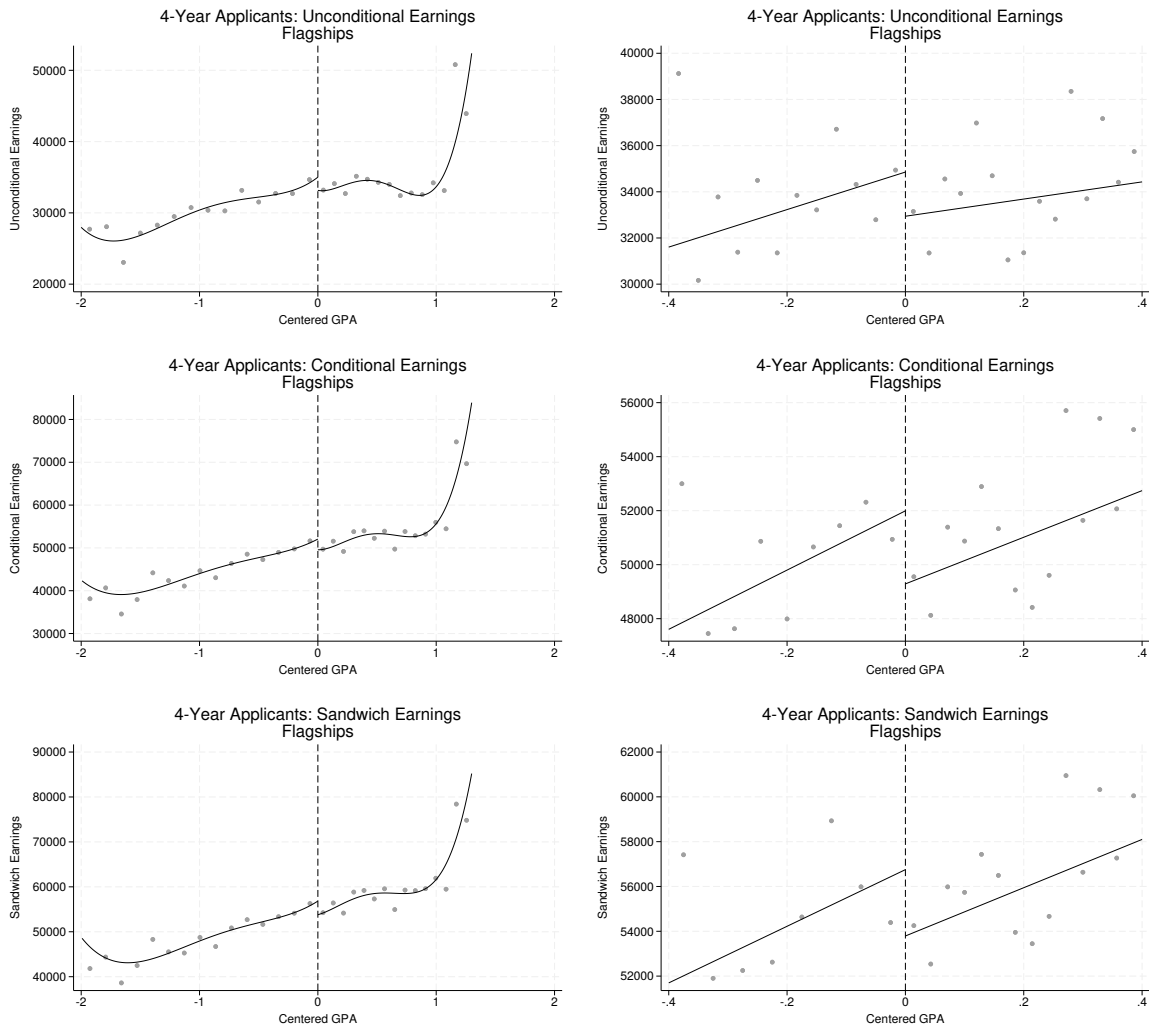 4-Year Applicants: Unconditional Earnings
Flagships
50000
40000
30000
20000
Unconditional Earnings
-2
-1
0
1
2
Centered GPA
4-Year Applicants: Unconditional Earnings
Flagships
40000
38000
36000
34000
32000
30000
Unconditional Earnings
-.4
-.2
0
.2
.4
Centered GPA
4-Year Applicants: Conditional Earnings
Flagships
80000
70000
60000
50000
40000
30000
Conditional Earnings
-2
-1
0
1
2
Centered GPA
4-Year Applicants: Conditional Earnings
Flagships
56000
54000
52000
50000
48000
Conditional Earnings
-.4
-.2
0
.2
.4
Centered GPA
4-Year Applicants: Sandwich Earnings
Flagships
90000
80000
70000
60000
50000
40000
Sandwich Earnings
-2
-1
0
1
2
Centered GPA
4-Year Applicants: Sandwich Earnings
Flagships
62000
60000
58000
56000
54000
52000
Sandwich Earnings
-.4
-.2
0
.2
.4
Centered GPA